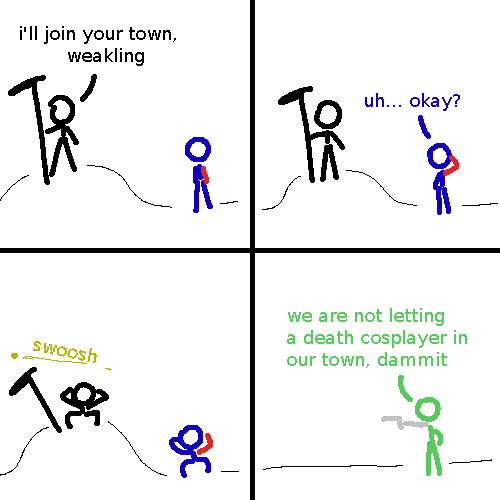 i'll join your town,
weakling
uh... okay?
swoosh
we are not letting
a death cosplayer in
our town, dammit